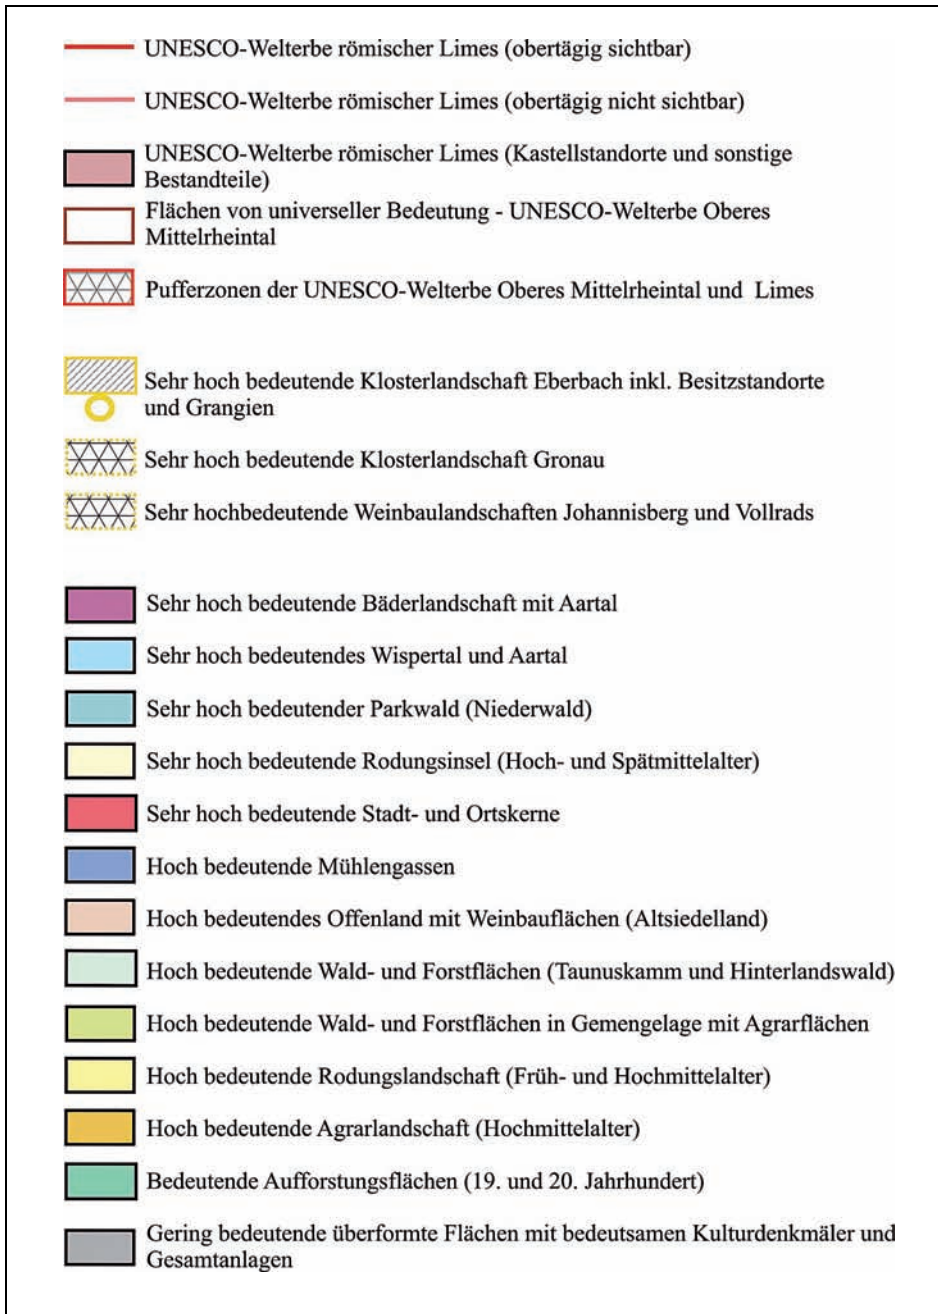 UNESCO-Welterbe römischer Limes (obertägig sichtbar)
UNESCO-Welterbe römischer Limes (obertägig nicht sichtbar)
UNESCO-Welterbe römischer Limes (Kastellstandorte und sonstige
Bestandteile)
Flächen von universeller Bedeutung - UNESCO-Welterbe Oberes
Mittelrheintal
Pufferzonen der UNESCO-Welterbe Oberes Mittelrheintal und Limes
Sehr hoch bedeutende Klosterlandschaft Eberbach inkl. Besitzstandorte
und Grangien
Sehr hoch bedeutende Klosterlandschaft Gronau
Sehr hochbedeutende Weinbaulandschaften Johannisberg und Vollrads
Sehr hoch bedeutende Bäderlandschaft mit Aartal
Sehr hoch bedeutendes Wispertal und Aartal
Sehr hoch bedeutender Parkwald (Niederwald)
Sehr hoch bedeutende Rodungsinsel (Hoch- und Spätmittelalter)
Sehr hoch bedeutende Stadt- und Ortskerne
Hoch bedeutende Mühlengassen
Hoch bedeutendes Offenland mit Weinbauflächen (Altsiedelland)
Hoch bedeutende Wald- und Forstflächen (Taunuskamm und Hinterlandswald)
Hoch bedeutende Wald- und Forstflächen in Gemengelage mit Agrarflächen
Hoch bedeutende Rodungslandschaft (Früh- und Hochmittelalter)
Hoch bedeutende Agrarlandschaft (Hochmittelalter)
Bedeutende Aufforstungsflächen (19. und 20. Jahrhundert)
Gering bedeutende überformte Flächen mit bedeutsamen Kulturdenkmäler und
Gesamtanlagen